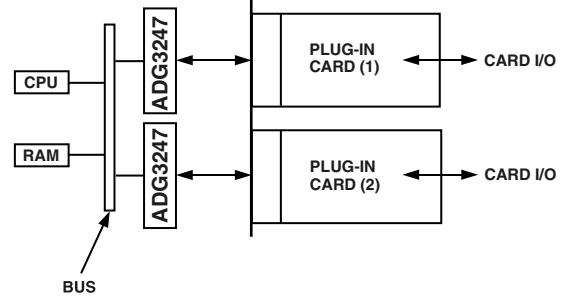 CPU
RAM
BUS
ADG3247
ADG3247
PLUG-IN
CARD (1)
CARD I/O
PLUG-IN
CARD (2)
CARD I/O